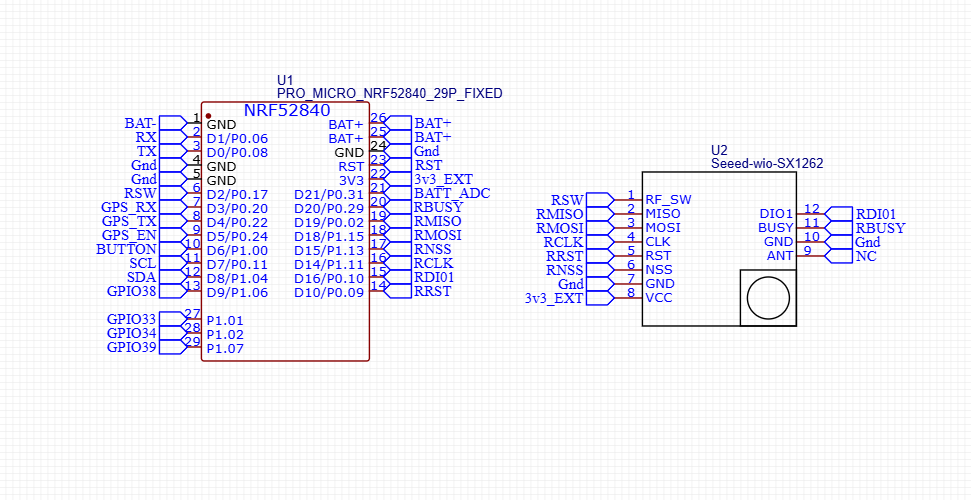 U1
PRO_MICRO_NRF52840_29P_FIXED
NRF52840
BAT- 1 GND BAT+ 26 BAT+
RX 2 D1/P0.06 BAT+ 25 BAT+
TX 3 D0/P0.08 GND 24 Gnd
Gnd 4 GND RST 23 RST
Gnd 5 GND 3V3 22 3v3_EXT
RSW 6 D2/P0.17 D21/P0.31 21 BATT_ADC
GPS_RX 7 D3/P0.20 D20/P0.29 20 RBUSY
GPS_TX 8 D4/P0.22 D19/P0.02 19 RMISO
GPS_EN 9 D5/P0.24 D18/P1.15 18 RMOSI
BUTTON 10 D6/P1.00 D15/P1.13 17 RNSS
SCL 11 D7/P0.11 D14/P1.11 16 RCLK
SDA 12 D8/P1.04 D16/P0.10 15 RDI01
GPIO38 13 D9/P1.06 D10/P0.09 14 RRST
GPIO33 27 P1.01
GPIO34 28 P1.02
GPIO39 29 P1.07
U2
Seeed-wio-SX1262
RSW 1 RF_SW
RMISO 2 MISO DIO1 12 RDI01
RMOSI 3 MOSI BUSY 11 RBUSY
RCLK 4 CLK GND 10 Gnd
RRST 5 RST ANT 9 NC
RNSS 6 NSS
Gnd 7 GND
3v3_EXT 8 VCC